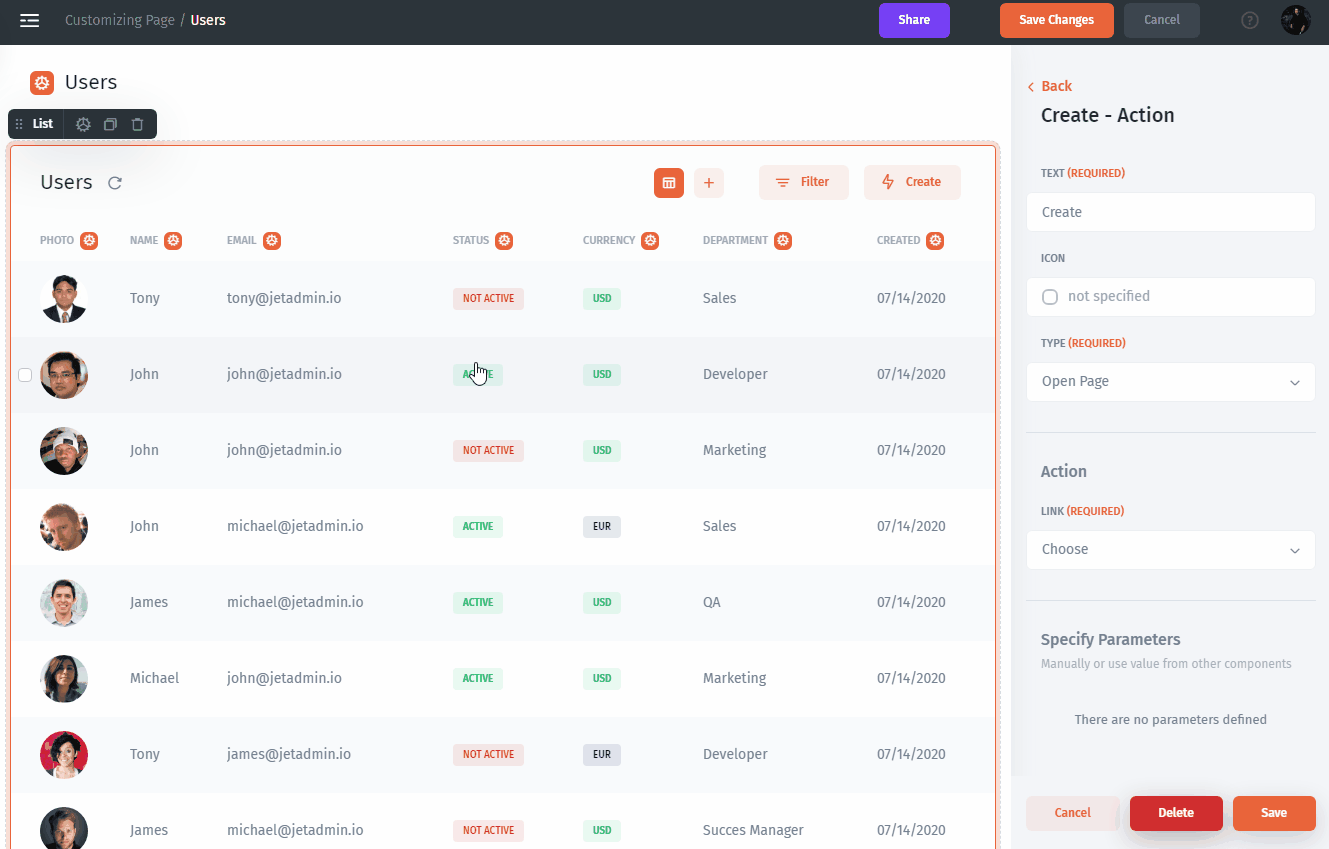 Customizing Page / Users
Share
Save Changes
Cancel
?
Users
List
Users
+
Filter
Create
PHOTO NAME EMAIL STATUS CURRENCY DEPARTMENT CREATED
Tony tony@jetadmin.io NOT ACTIVE USD Sales 07/14/2020
John john@jetadmin.io ACTIVE USD Developer 07/14/2020
John john@jetadmin.io NOT ACTIVE USD Marketing 07/14/2020
John michael@jetadmin.io ACTIVE EUR Sales 07/14/2020
James michael@jetadmin.io ACTIVE USD QA 07/14/2020
Michael john@jetadmin.io ACTIVE USD Marketing 07/14/2020
Tony james@jetadmin.io NOT ACTIVE EUR Developer 07/14/2020
James michael@jetadmin.io NOT ACTIVE USD Succes Manager 07/14/2020
Back
Create - Action
TEXT (REQUIRED)
Create
ICON
not specified
TYPE (REQUIRED)
Open Page
Action
LINK (REQUIRED)
Choose
Specify Parameters
Manually or use value from other components
There are no parameters defined
Cancel
Delete
Save